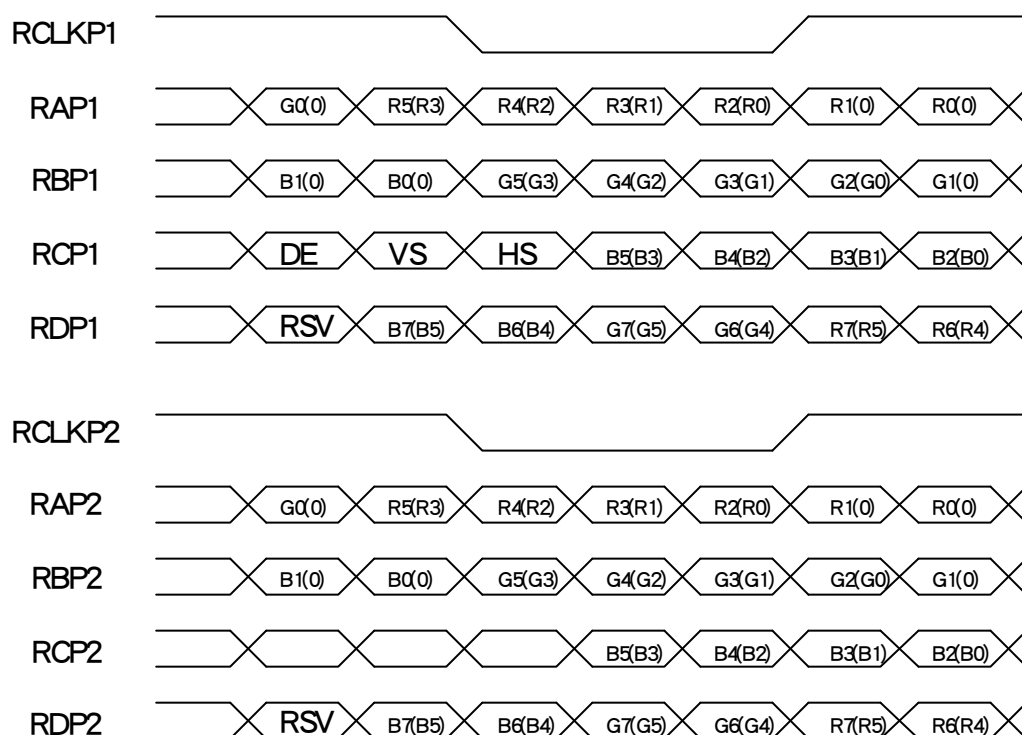 RCLKP1
RAP1 G0(0) R5(R3) R4(R2) R3(R1) R2(R0) R1(0) R0(0)
RBP1 B1(0) B0(0) G5(G3) G4(G2) G3(G1) G2(G0) G1(0)
RCP1 DE VS HS B5(B3) B4(B2) B3(B1) B2(B0)
RDP1 RSV B7(B5) B6(B4) G7(G5) G6(G4) R7(R5) R6(R4)
RCLKP2
RAP2 G0(0) R5(R3) R4(R2) R3(R1) R2(R0) R1(0) R0(0)
RBP2 B1(0) B0(0) G5(G3) G4(G2) G3(G1) G2(G0) G1(0)
RCP2 B5(B3) B4(B2) B3(B1) B2(B0)
RDP2 RSV B7(B5) B6(B4) G7(G5) G6(G4) R7(R5) R6(R4)